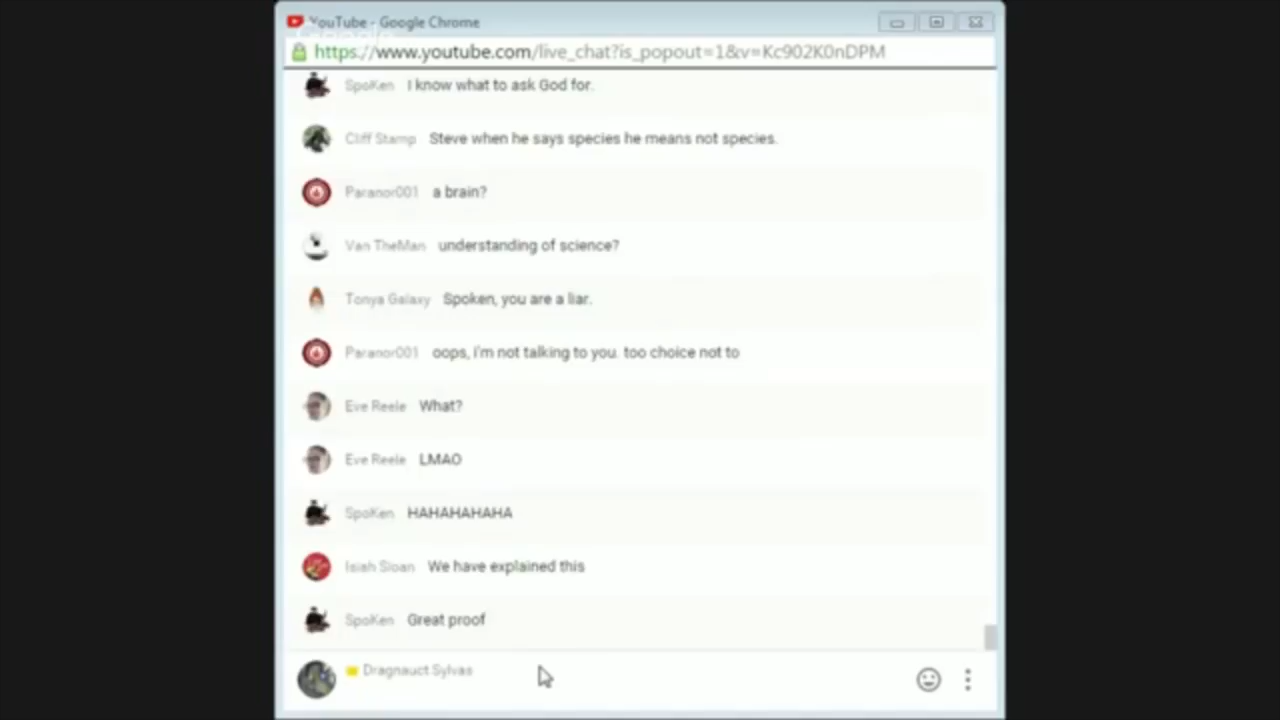 YouTube - Google Chrome
Google
https://www.youtube.com/live_chat?is_popout=1&v=Kc902K0nDPM
SpoKen I know what to ask God for.
Cliff Stamp Steve when he says species he means not species.
Paranor001 a brain?
Van TheMan understanding of science?
Tonya Galaxy Spoken, you are a liar.
Paranor001 oops, i'm not talking to you. too choice not to
Eve Reele What?
Eve Reele LMAO
SpoKen HAHAHAHAHA
Isiah Sloan We have explained this
SpoKen Great proof
Dragnauct Sylvas